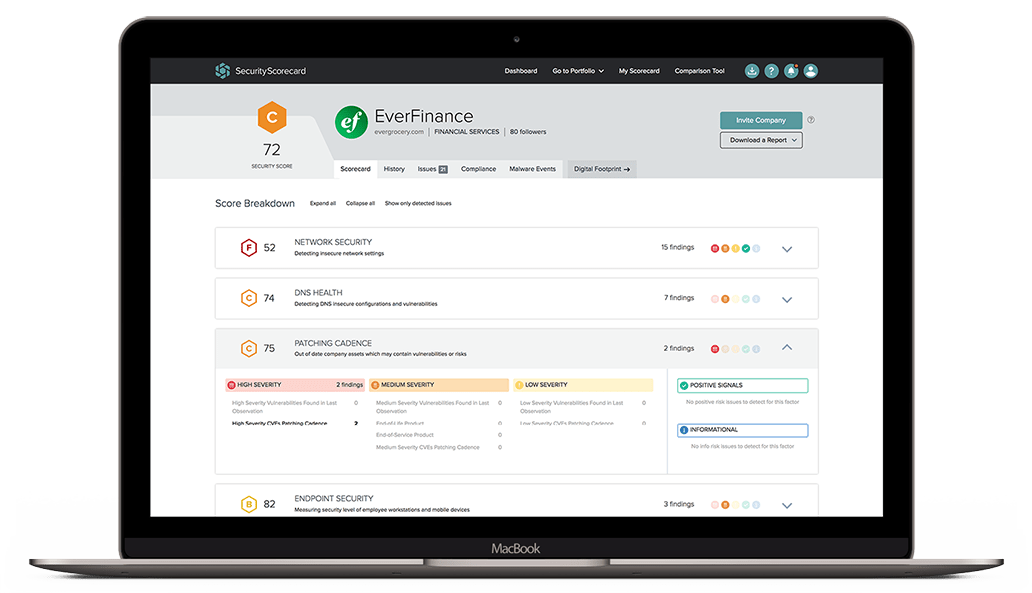 SecurityScorecard
Dashboard Go to Portfolio My Scorecard Comparison Tool ?
C
72
SECURITY SCORE
ef
EverFinance
evergrocery.com | FINANCIAL SERVICES | 80 followers
Invite Company ?
Download a Report
Scorecard History Issues 21 Compliance Malware Events Digital Footprint →
Score Breakdown Expand all Collapse all Show only detected issues
F 52 NETWORK SECURITY 15 findings
Detecting insecure network settings
C 74 DNS HEALTH 7 findings
Detecting DNS insecure configurations and vulnerabilities
C 75 PATCHING CADENCE 2 findings
Out of date company assets which may contain vulnerabilities or risks
HIGH SEVERITY 2 findings
High Severity Vulnerabilities Found in Last 0
Observation
High Severity CVEs Patching Cadence 2
MEDIUM SEVERITY
Medium Severity Vulnerabilities Found in Last 0
Observation
End-of-Life Product 0
End-of-Service Product 0
Medium Severity CVEs Patching Cadence 0
LOW SEVERITY
Low Severity Vulnerabilities Found in Last 0
Observation
Low Severity CVEs Patching Cadence 0
POSITIVE SIGNALS
No positive risk issues to detect for this factor
INFORMATIONAL
No info risk issues to detect for this factor
B 82 ENDPOINT SECURITY 3 findings
Measuring security level of employee workstations and mobile devices
MacBook